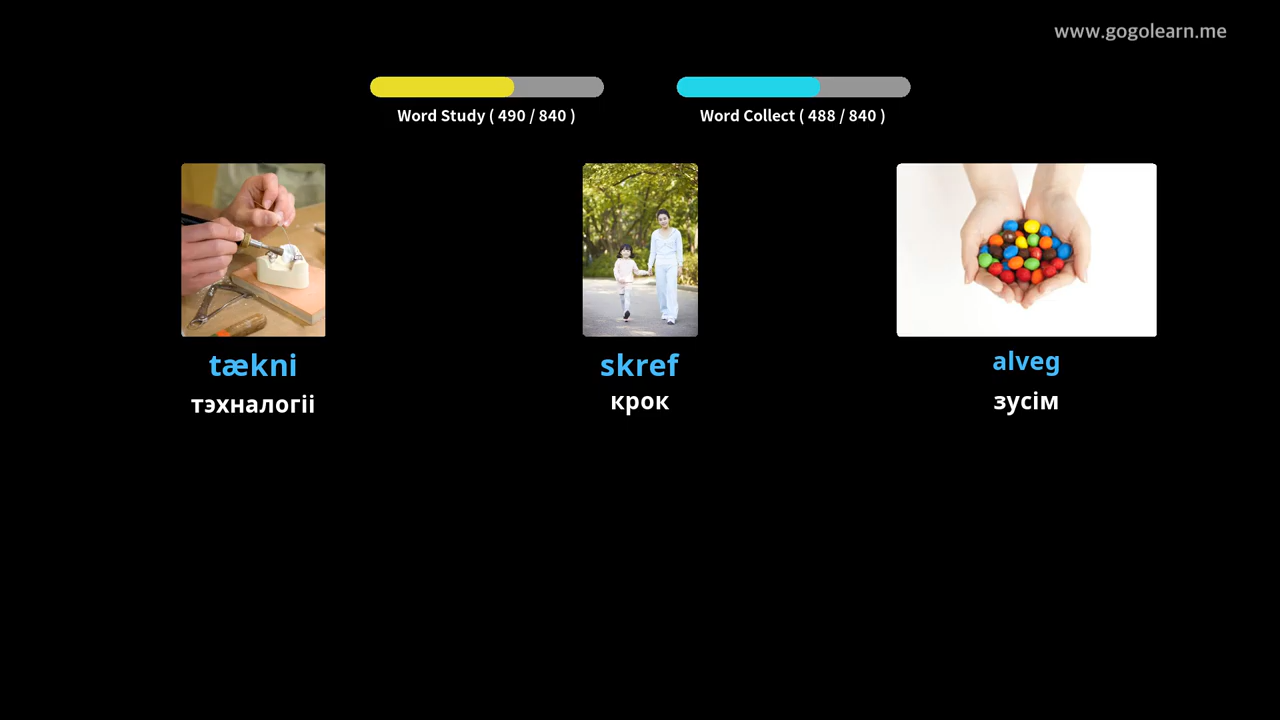 www.gogolearn.me
Word Study ( 490 / 840 )
Word Collect ( 488 / 840 )
tækni
skref
alveg
тэхналогіі
крок
зусім